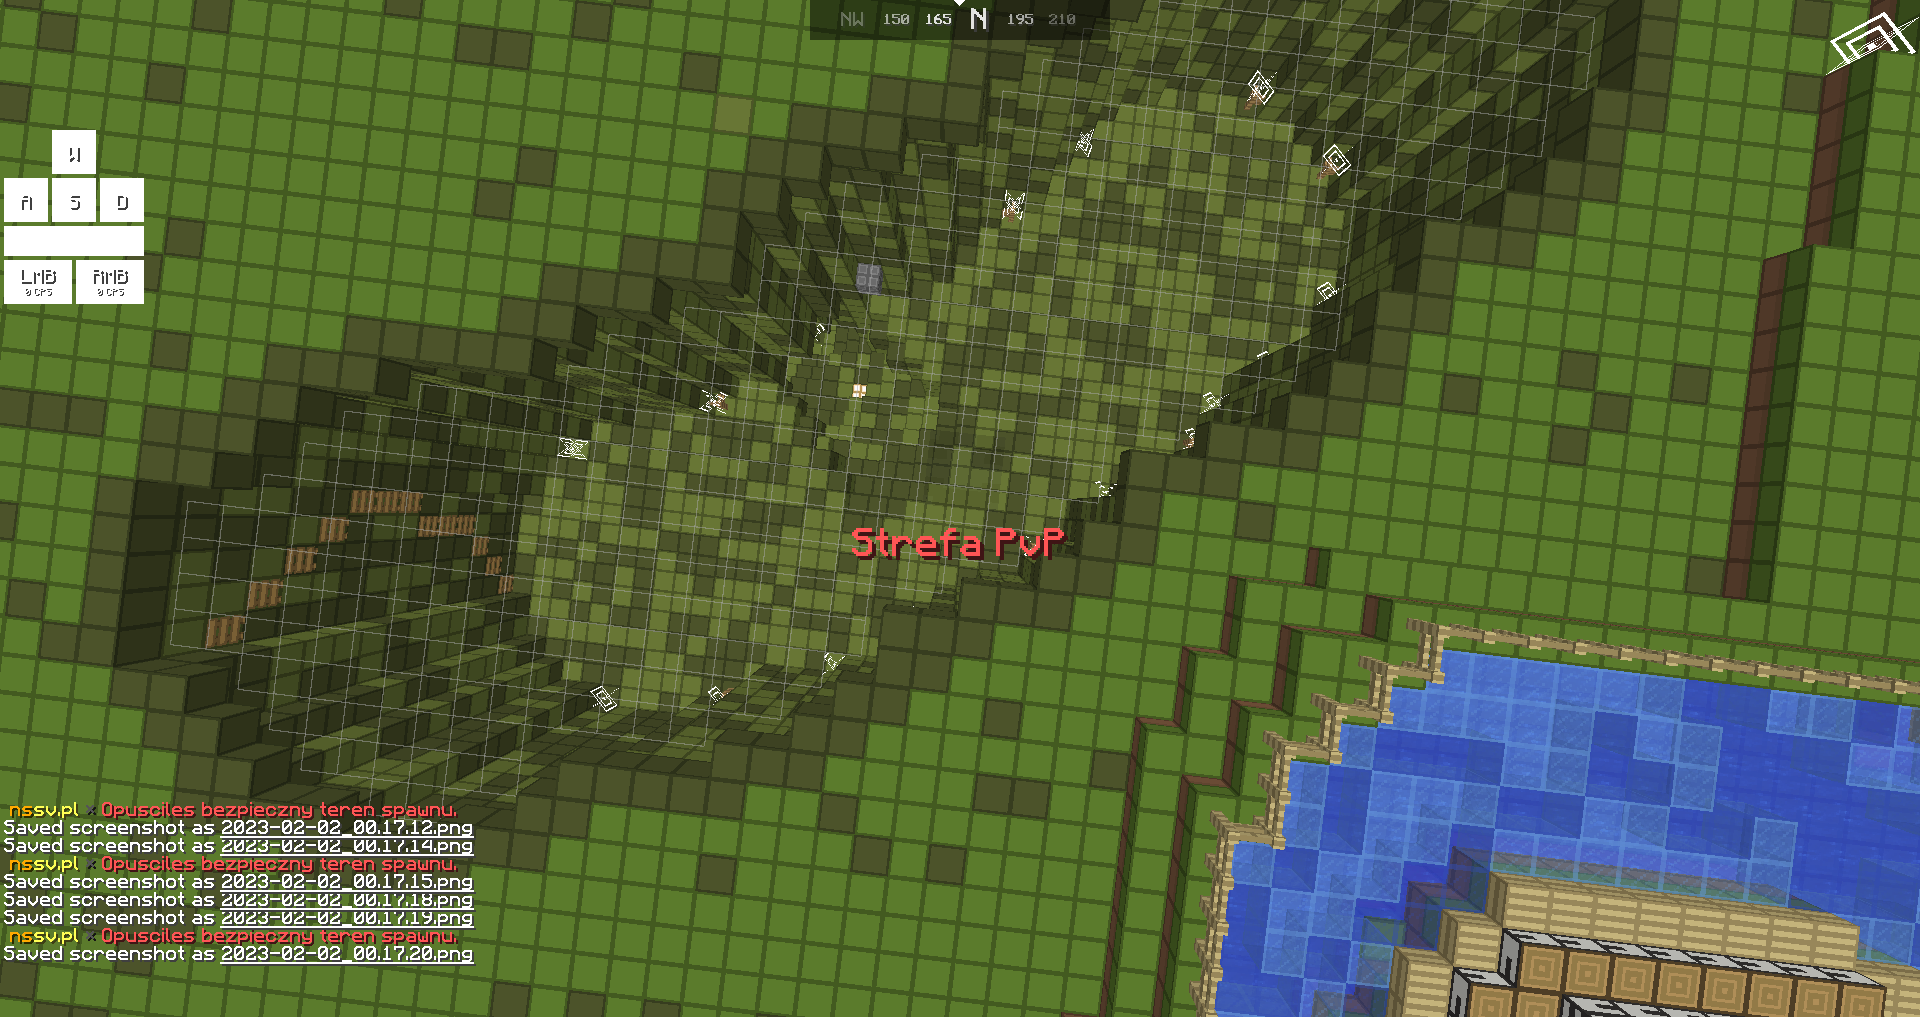 NW 150 165 N 195 210
W
A S D
LMB RMB
0 CPS 0 CPS
Strefa PvP
nssv.pl × Opusciles bezpieczny teren spawnu.
Saved screenshot as 2023-02-02_00.17.12.png
Saved screenshot as 2023-02-02_00.17.14.png
nssv.pl × Opusciles bezpieczny teren spawnu.
Saved screenshot as 2023-02-02_00.17.15.png
Saved screenshot as 2023-02-02_00.17.18.png
Saved screenshot as 2023-02-02_00.17.19.png
nssv.pl × Opusciles bezpieczny teren spawnu.
Saved screenshot as 2023-02-02_00.17.20.png